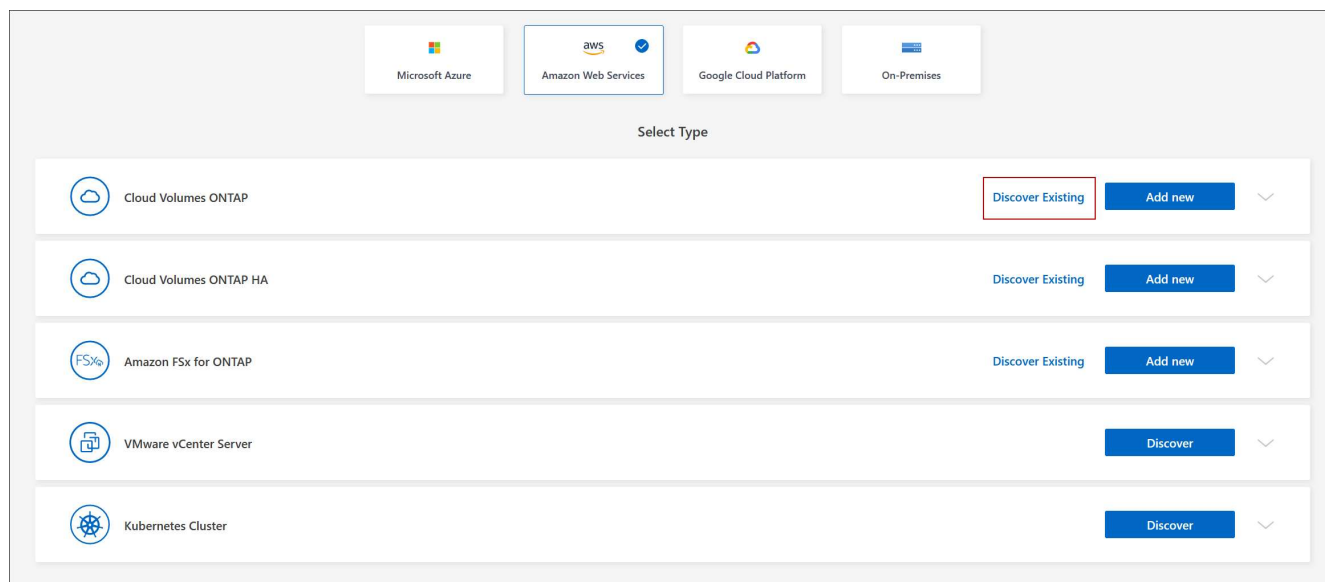 aws
Microsoft Azure
Amazon Web Services
Google Cloud Platform
On-Premises
Select Type
Cloud Volumes ONTAP
Discover Existing
Add new
Cloud Volumes ONTAP HA
Discover Existing
Add new
FSx
Amazon FSx for ONTAP
Discover Existing
Add new
VMware vCenter Server
Discover
Kubernetes Cluster
Discover